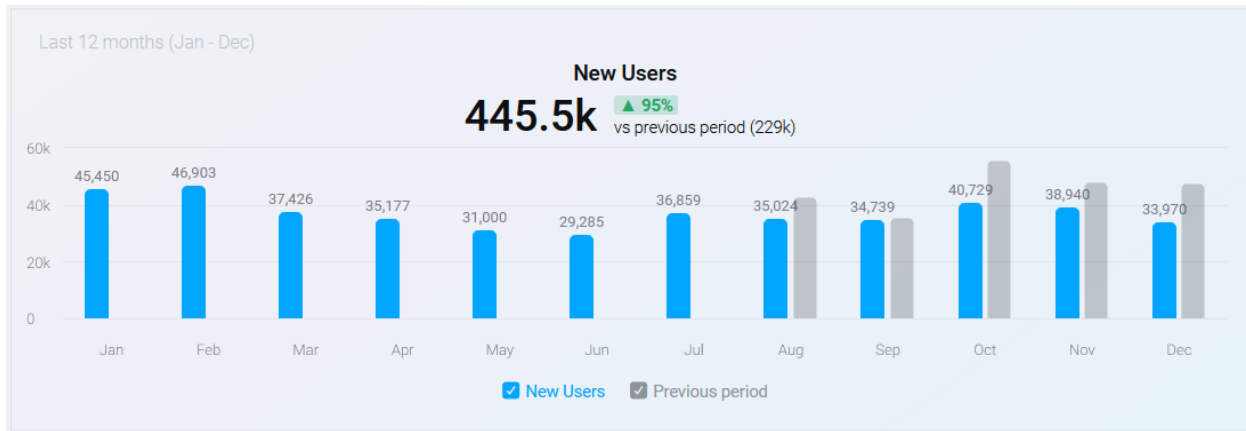 Last 12 months (Jan - Dec)
New Users
445.5k ▲ 95%
vs previous period (229k)
60k
40k
20k
0
45,450 46,903 37,426 35,177 31,000 29,285 36,859 35,024 34,739 40,729 38,940 33,970
Jan Feb Mar Apr May Jun Jul Aug Sep Oct Nov Dec
New Users Previous period